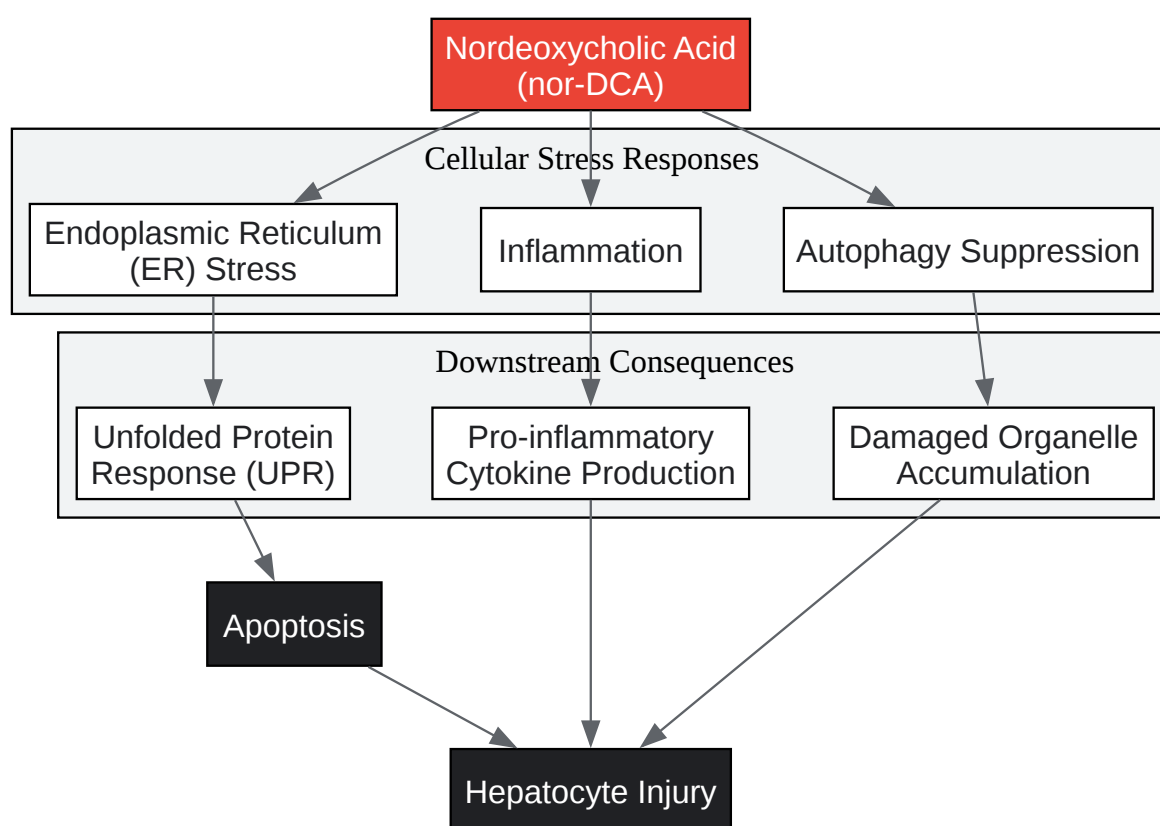 Nordeoxycholic Acid
(nor-DCA)
Cellular Stress Responses
Endoplasmic Reticulum
(ER) Stress
Inflammation
Autophagy Suppression
Downstream Consequences
Unfolded Protein
Response (UPR)
Pro-inflammatory
Cytokine Production
Damaged Organelle
Accumulation
Apoptosis
Hepatocyte Injury